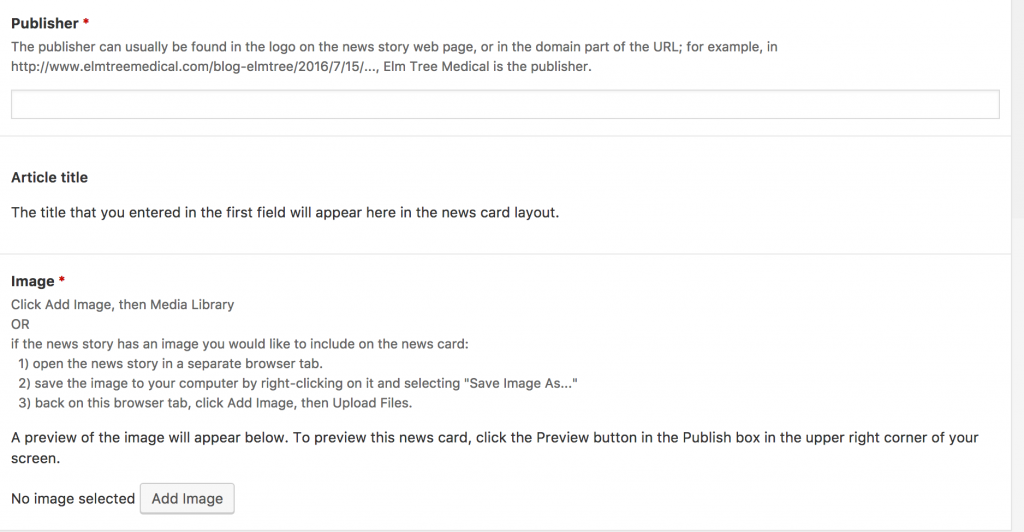 Publisher *
The publisher can usually be found in the logo on the news story web page, or in the domain part of the URL; for example, in
http://www.elmtreemedical.com/blog-elmtree/2016/7/15/..., Elm Tree Medical is the publisher.
Article title
The title that you entered in the first field will appear here in the news card layout.
Image *
Click Add Image, then Media Library
OR
if the news story has an image you would like to include on the news card:
1) open the news story in a separate browser tab.
2) save the image to your computer by right-clicking on it and selecting "Save Image As..."
3) back on this browser tab, click Add Image, then Upload Files.
A preview of the image will appear below. To preview this news card, click the Preview button in the Publish box in the upper right corner of your
screen.
No image selected Add Image